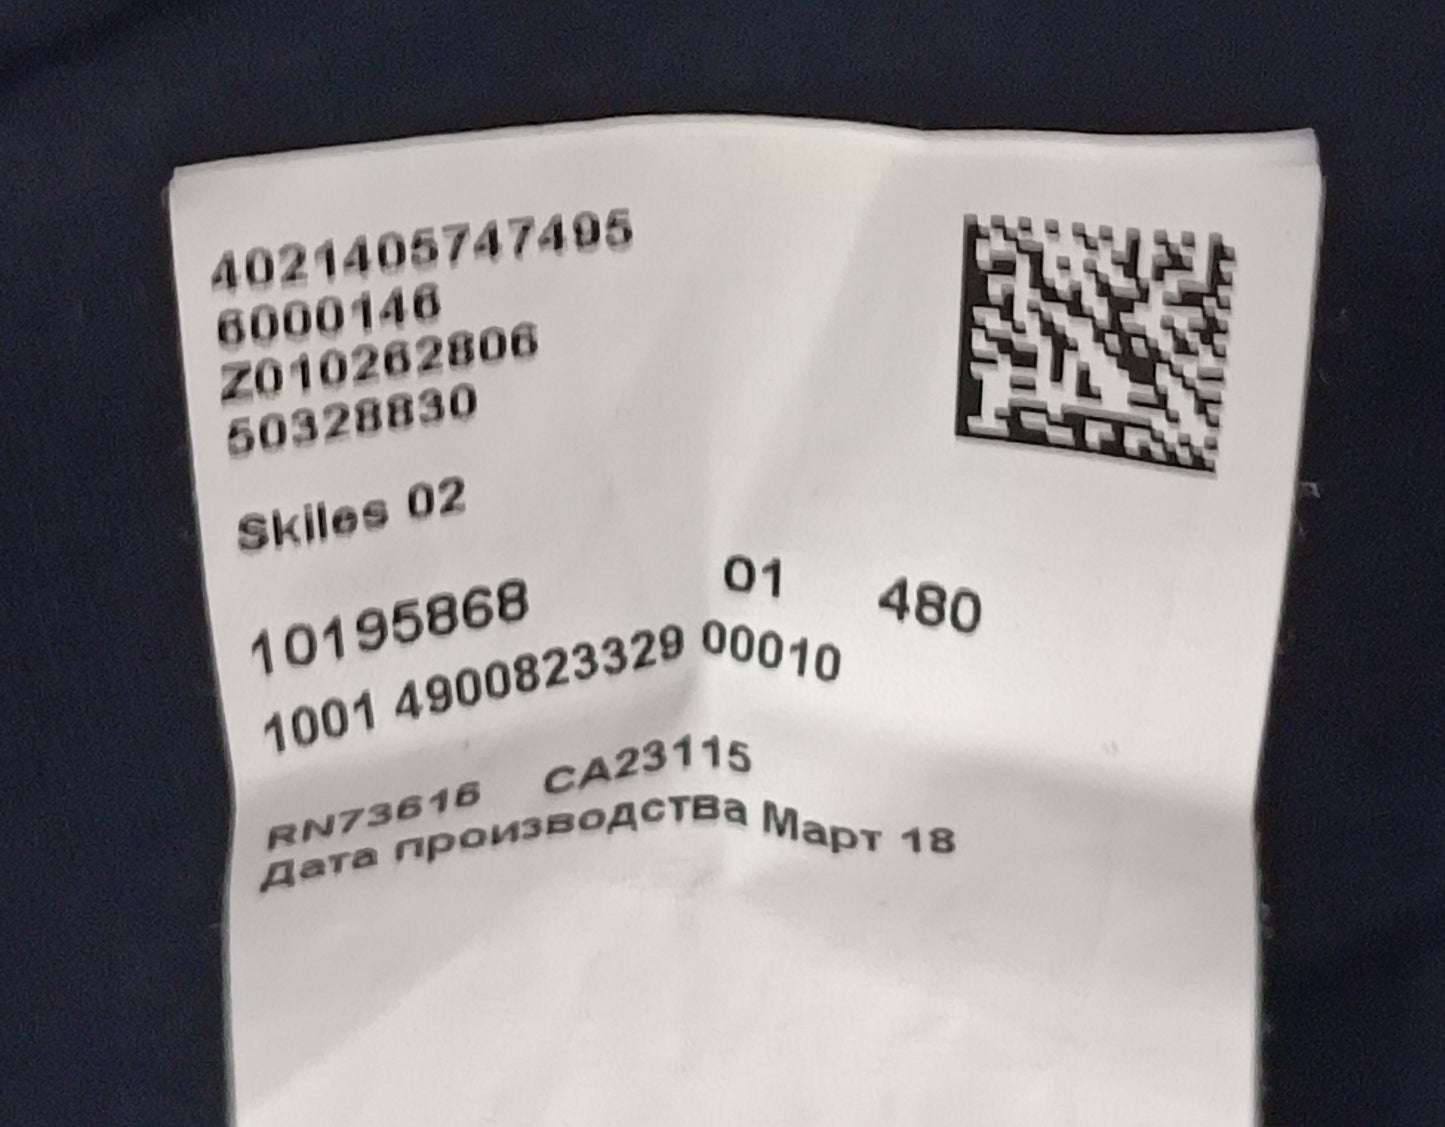 4021405747495
6000146
Z010262806
50328830
Skiles 02
10195868 01 480
1001 4900823329 00010
RN73616 CA23115
Дата производства Март 18